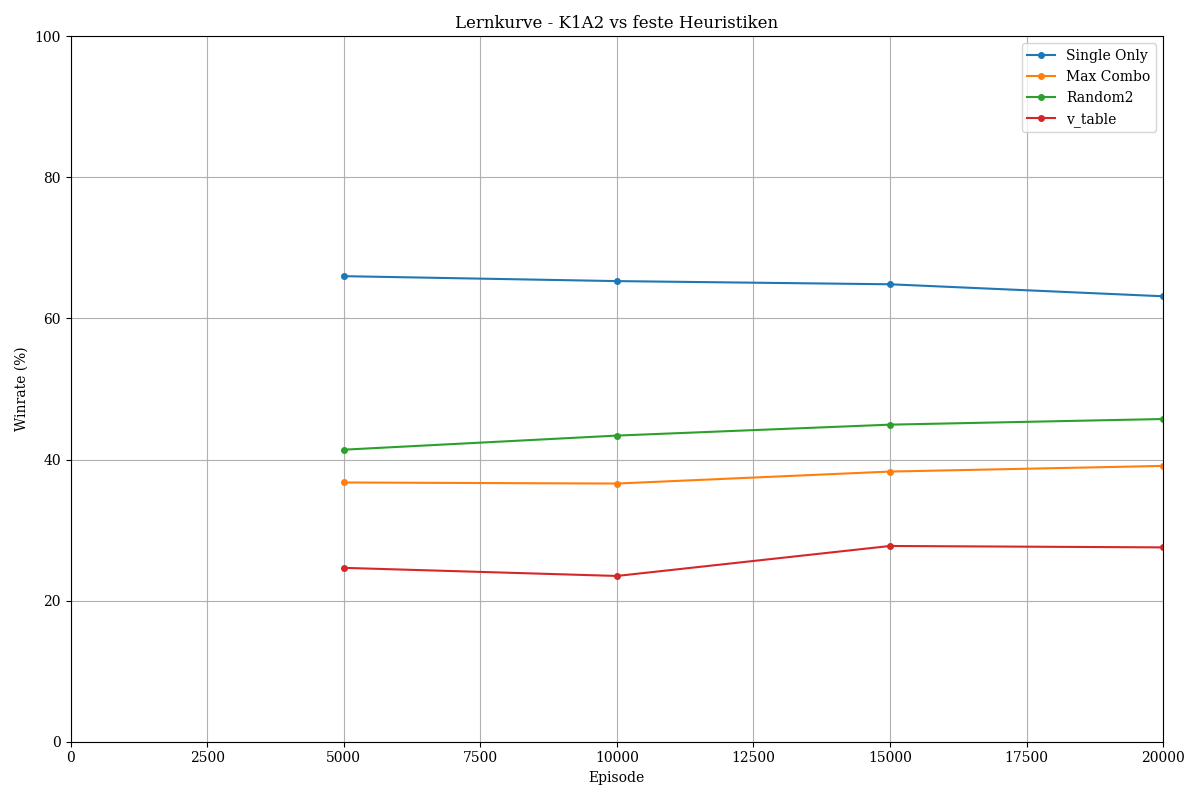 Lernkurve - K1A2 vs feste Heuristiken
Single Only
Max Combo
Random2
v_table
Winrate (%)
100
80
60
40
20
0
0 2500 5000 7500 10000 12500 15000 17500 20000
Episode